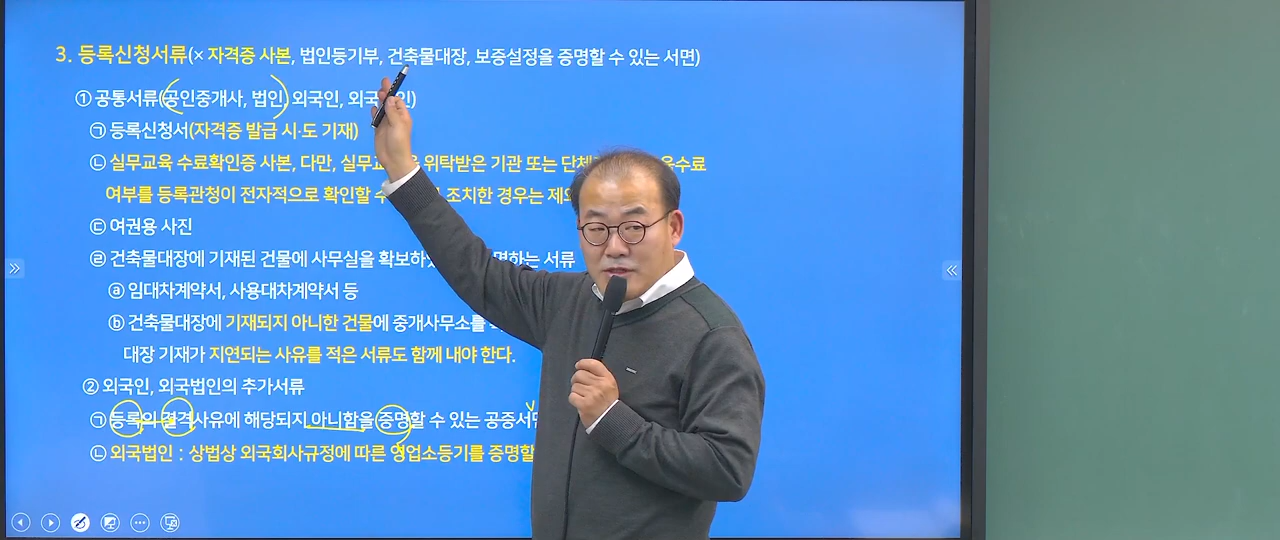 3. 등록신청서류(× 자격증 사본, 법인등기부, 건축물대장, 보증설정을 증명할 수 있는 서면)
① 공통서류(공인중개사, 법인, 외국인, 외국 인)
㉠ 등록신청서(자격증 발급 시·도 기재)
㉡ 실무교육 수료확인증 사본, 다만, 실무교 위탁받은 기관 또는 단체 수료
여부를 등록관청이 전자적으로 확인할 수 조치한 경우는 제외
㉢ 여권용 사진
㉣ 건축물대장에 기재된 건물에 사무실을 확보하 명하는 서류
ⓐ 임대차계약서, 사용대차계약서 등
ⓑ 건축물대장에 기재되지 아니한 건물에 중개사무소를
대장 기재가 지연되는 사유를 적은 서류도 함께 내야 한다.
② 외국인, 외국법인의 추가서류
㉠ 등록의 결격사유에 해당되지 아니함을 증명할 수 있는 공증서
㉡ 외국법인 : 상법상 외국회사규정에 따른 영업소등기를 증명할